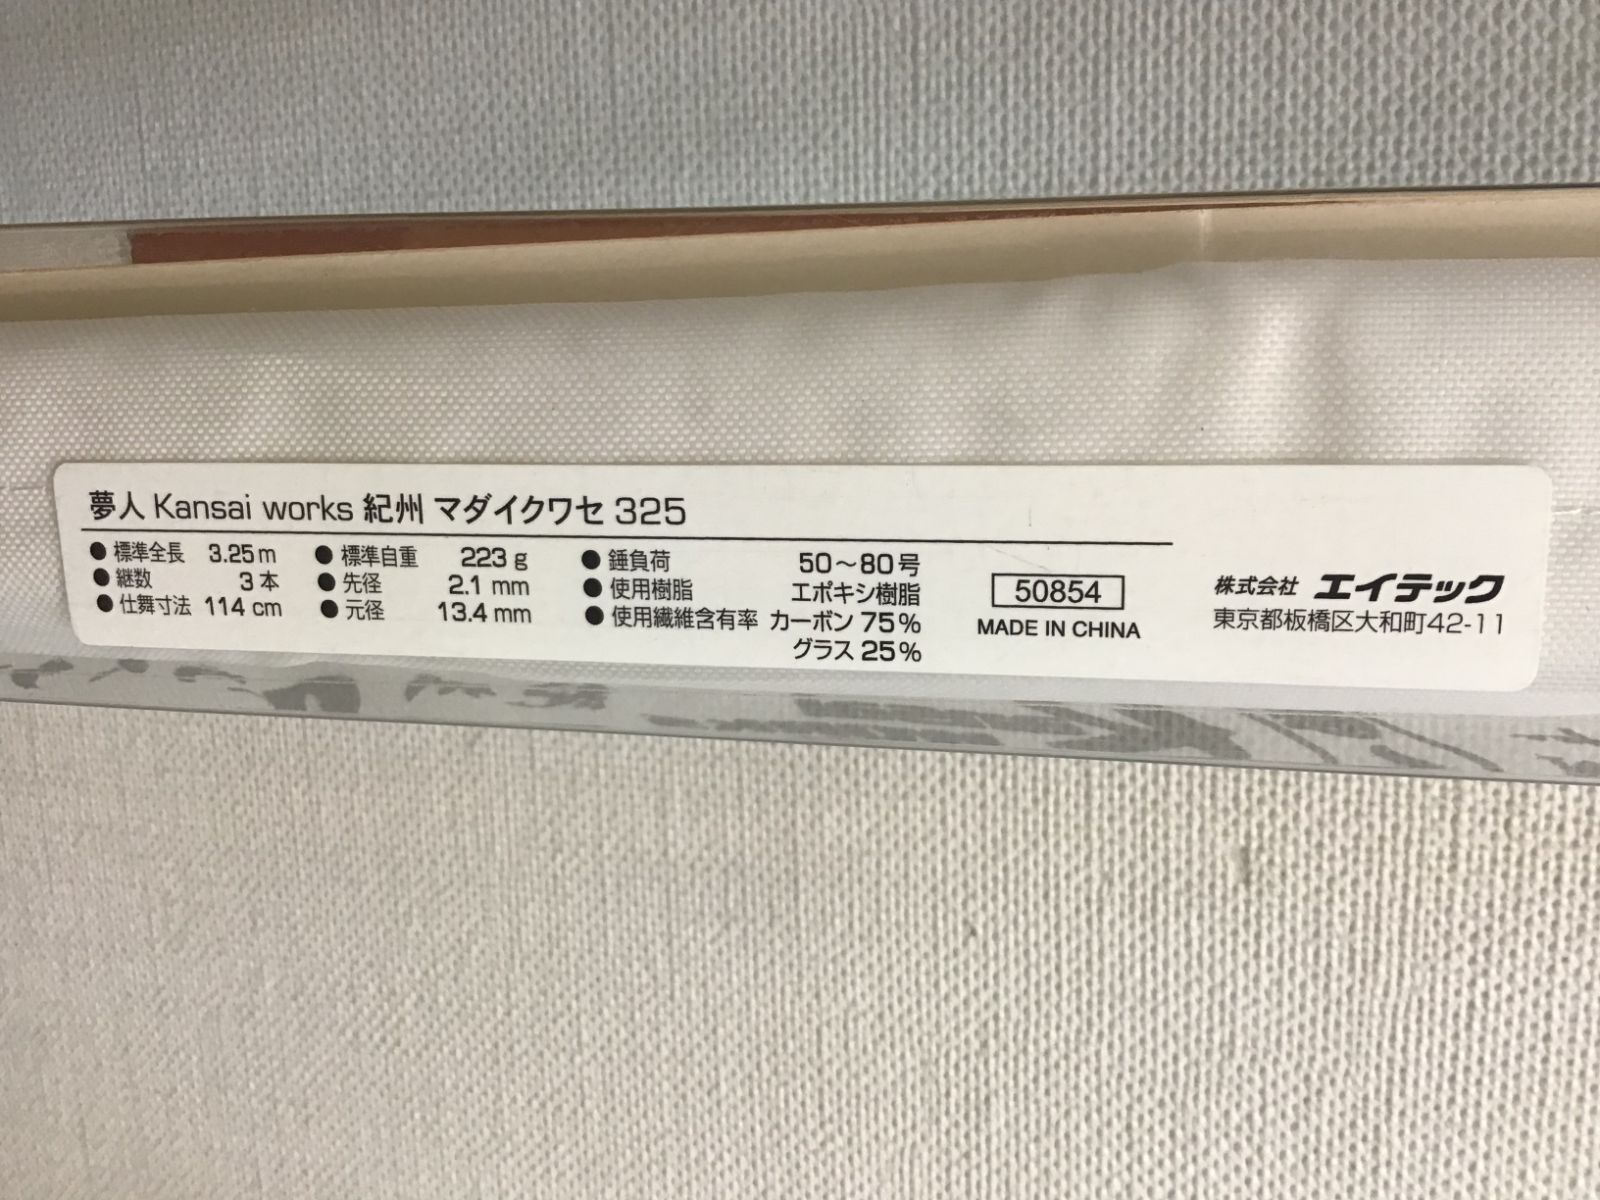 夢人 Kansai works 紀州 マダイクワセ 325
●標準全長 3.25m ●標準自重 223g ●錘負荷 50～80号
●継数 3本 ●先径 2.1mm ●使用樹脂 エポキシ樹脂
●仕舞寸法 114cm ●元径 13.4mm ●使用繊維含有率 カーボン 75%
グラス 25%
50854
MADE IN CHINA
株式会社 エイテック
東京都板橋区大和町42-11